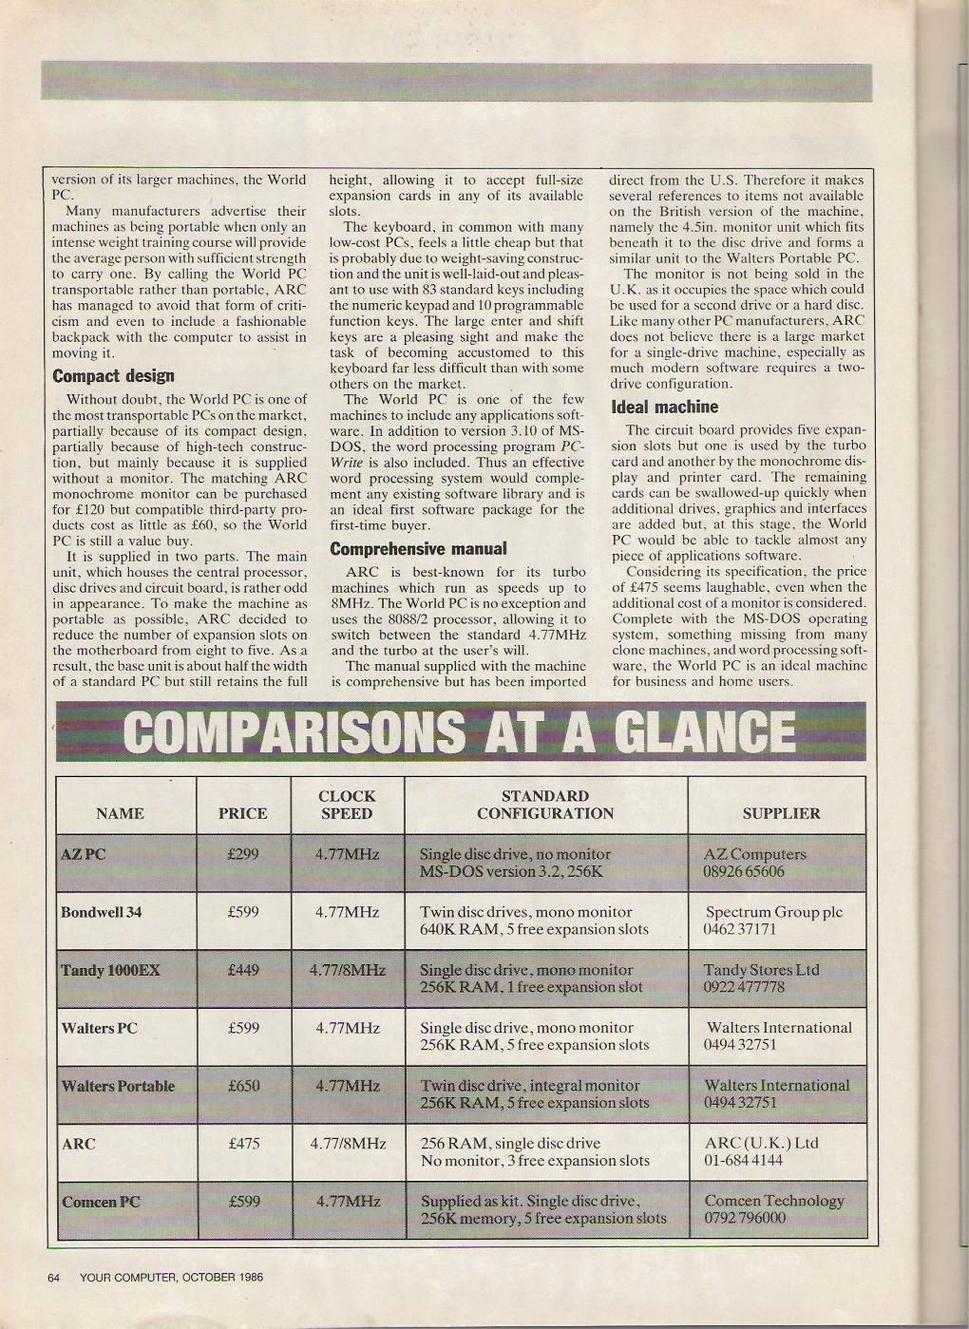 version of its larger machines, the World
PC.
Many manufacturers advertise their
machines as being portable when only an
intense weight training course will provide
the average person with sufficient strength
to carry one. By calling the World PC
transportable rather than portable, ARC
has managed to avoid that form of criti-
cism and even to include a fashionable
backpack with the computer to assist in
moving it.
Compact design
Without doubt, the World PC is one of
the most transportable PCs on the market,
partially because of its compact design,
partially because of high-tech construc-
tion, but mainly because it is supplied
without a monitor. The matching ARC
monochrome monitor can be purchased
for £120 but compatible third-party pro-
ducts cost as little as £60, so the World
PC is still a value buy.
It is supplied in two parts. The main
unit, which houses the central processor,
disc drives and circuit board, is rather odd
in appearance. To make the machine as
portable as possible, ARC decided to
reduce the number of expansion slots on
the motherboard from eight to five. As a
result, the base unit is about half the width
of a standard PC but still retains the full
height, allowing it to accept full-size
expansion cards in any of its available
slots.
The keyboard, in common with many
low-cost PCs, feels a little cheap but that
is probably due to weight-saving construc-
tion and the unit is well-laid-out and pleas-
ant to use with 83 standard keys including
the numeric keypad and 10 programmable
function keys. The large enter and shift
keys are a pleasing sight and make the
task of becoming accustomed to this
keyboard far less difficult than with some
others on the market.
The World PC is one of the few
machines to include any applications soft-
ware. In addition to version 3.10 of MS-
DOS, the word processing program PC-
Write is also included. Thus an effective
word processing system would comple-
ment any existing software library and is
an ideal first software package for the
first-time buyer.
Comprehensive manual
ARC is best-known for its turbo
machines which run as speeds up to
8MHz. The World PC is no exception and
uses the 8088/2 processor, allowing it to
switch between the standard 4.77MHz
and the turbo at the user's will.
The manual supplied with the machine
is comprehensive but has been imported
direct from the U.S. Therefore it makes
several references to items not available
on the British version of the machine,
namely the 4.5in. monitor unit which fits
beneath it to the disc drive and forms a
similar unit to the Walters Portable PC.
The monitor is not being sold in the
U.K. as it occupies the space which could
be used for a second drive or a hard disc.
Like many other PC manufacturers, ARC
does not believe there is a large market
for a single-drive machine, especially as
much modern software requires a two-
drive configuration.
Ideal machine
The circuit board provides five expan-
sion slots but one is used by the turbo
card and another by the monochrome dis-
play and printer card. The remaining
cards can be swallowed-up quickly when
additional drives, graphics and interfaces
are added but, at this stage, the World
PC would be able to tackle almost any
piece of applications software.
Considering its specification, the price
of £475 seems laughable, even when the
additional cost of a monitor is considered.
Complete with the MS-DOS operating
system, something missing from many
clone machines, and word processing soft-
ware, the World PC is an ideal machine
for business and home users.
COMPARISONS AT A GLANCE
NAME PRICE CLOCK SPEED STANDARD CONFIGURATION SUPPLIER
AZ PC £299 4.77MHz Single disc drive, no monitor AZ Computers
MS-DOS version 3.2, 256K 08926 65606
Bondwell 34 £599 4.77MHz Twin disc drives, mono monitor Spectrum Group plc
640K RAM, 5 free expansion slots 0462 37171
Tandy 1000EX £449 4.77/8MHz Single disc drive, mono monitor Tandy Stores Ltd
256K RAM, 1 free expansion slot 0922 477778
Walters PC £599 4.77MHz Single disc drive, mono monitor Walters International
256K RAM, 5 free expansion slots 0494 32751
Walters Portable £650 4.77MHz Twin disc drive, integral monitor Walters International
256K RAM, 5 free expansion slots 0494 32751
ARC £475 4.77/8MHz 256 RAM, single disc drive ARC (U.K.) Ltd
No monitor, 3 free expansion slots 01-684 4144
Comcen PC £599 4.77MHz Supplied as kit. Single disc drive, Comcen Technology
256K memory, 5 free expansion slots 0792 796000
64 YOUR COMPUTER, OCTOBER 1986